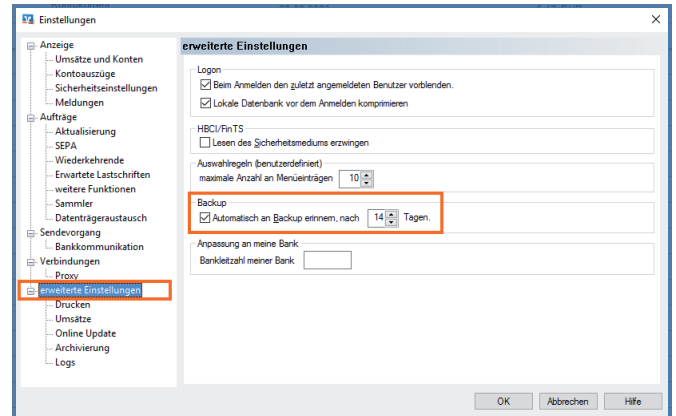 Einstellungen
Anzeige
Umsätze und Konten
Kontoauszüge
Sicherheitseinstellungen
Meldungen
Aufträge
Aktualisierung
SEPA
Wiederkehrende
Erwartete Lastschriften
weitere Funktionen
Sammler
Datenträgeraustausch
Sendevorgang
Bankkommunikation
Verbindungen
Proxy
erweiterte Einstellungen
Drucken
Umsätze
Online Update
Archivierung
Logs
erweiterte Einstellungen
Logon
Beim Anmelden den zuletzt angemeldeten Benutzer vorblenden.
Lokale Datenbank vor dem Anmelden komprimieren
HBCI/FinTS
Lesen des Sicherheitsmediums erzwingen
Auswahlregeln (benutzerdefiniert)
maximale Anzahl an Menüeinträgen 10
Backup
Automatisch an Backup erinnern, nach 14 Tagen.
Anpassung an meine Bank
Bankleitzahl meiner Bank
OK Abbrechen Hilfe